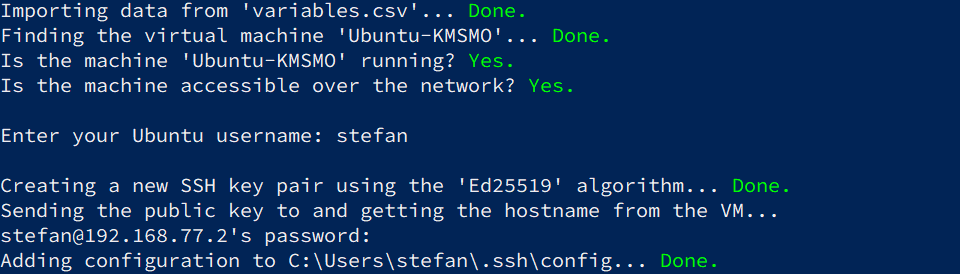 Importing data from 'variables.csv'... Done.
Finding the virtual machine 'Ubuntu-KMSMO'... Done.
Is the machine 'Ubuntu-KMSMO' running? Yes.
Is the machine accessible over the network? Yes.
Enter your Ubuntu username: stefan
Creating a new SSH key pair using the 'Ed25519' algorithm... Done.
Sending the public key to and getting the hostname from the VM...
stefan@192.168.77.2's password:
Adding configuration to C:\Users\stefan\.ssh\config... Done.